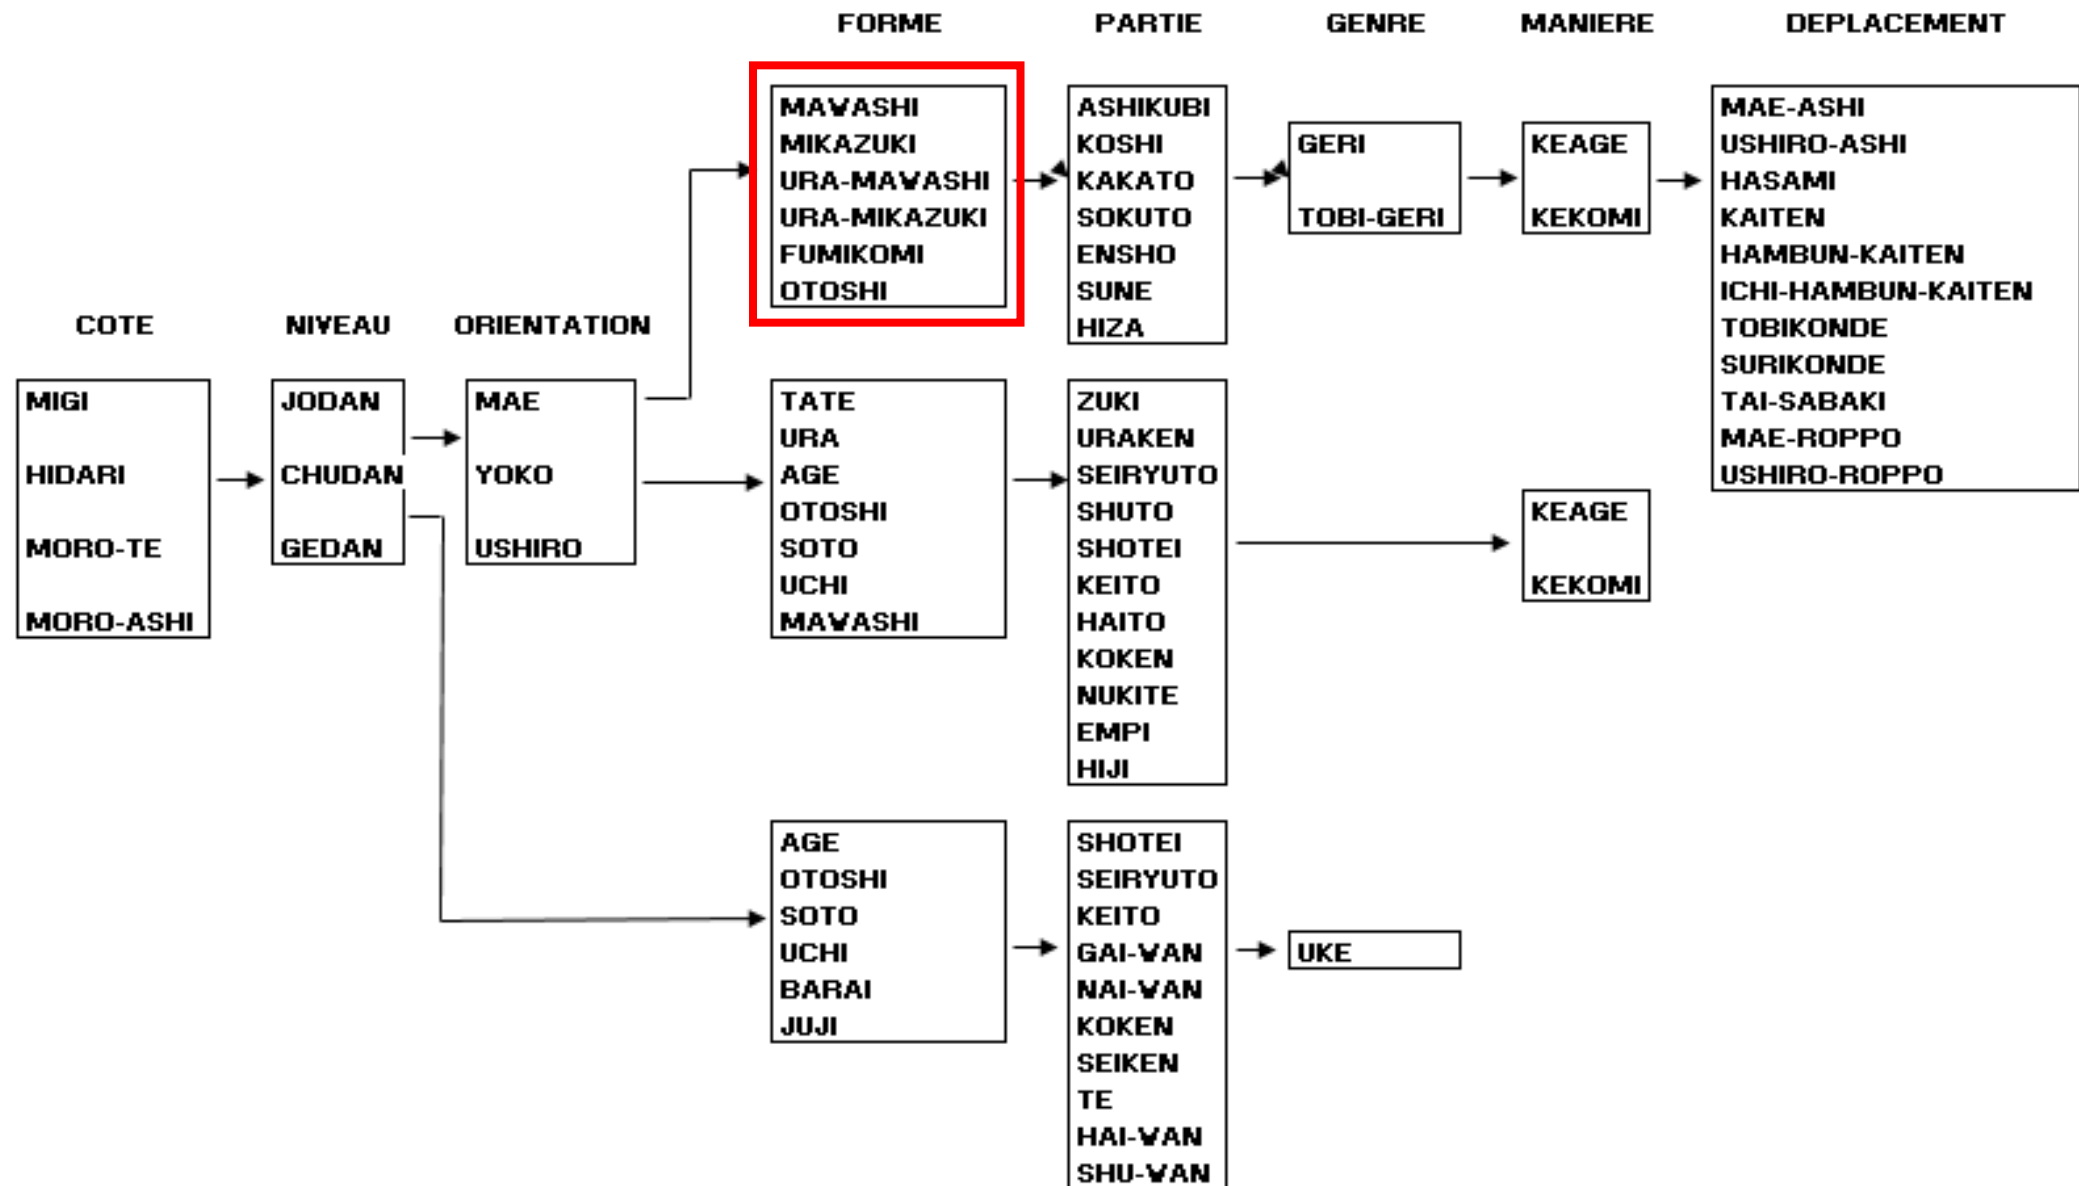 FORME
PARTIE
GENRE
MANIERE
DEPLACEMENT
COTE
NIVEAU
ORIENTATION
MIGI
HIDARI
MORO-TE
MORO-ASHI
JODAN
CHUDAN
GEDAN
MAE
YOKO
USHIRO
MAWASHI
MIKAZUKI
URA-MAWASHI
URA-MIKAZUKI
FUMIKOMI
OTOSHI
ASHIKUBI
KOSHI
KAKATO
SOKUTO
ENSHO
SUNE
HIZA
GERI
TOBI-GERI
KEAGE
KEKOMI
MAE-ASHI
USHIRO-ASHI
HASAMI
KAITEN
HAMBUN-KAITEN
ICHI-HAMBUN-KAITEN
TOBIKONDE
SURIKONDE
TAI-SABAKI
MAE-ROPPO
USHIRO-ROPPO
TATE
URA
AGE
OTOSHI
SOTO
UCHI
MAWASHI
ZUKI
URAKEN
SEIRYUTO
SHUTO
SHOTEI
KEITO
HAITO
KOKEN
NUKITE
EMPI
HIJI
KEAGE
KEKOMI
AGE
OTOSHI
SOTO
UCHI
BARAI
JUJI
SHOTEI
SEIRYUTO
KEITO
GAI-WAN
NAI-WAN
KOKEN
SEIKEN
TE
HAI-WAN
SHU-WAN
UKE